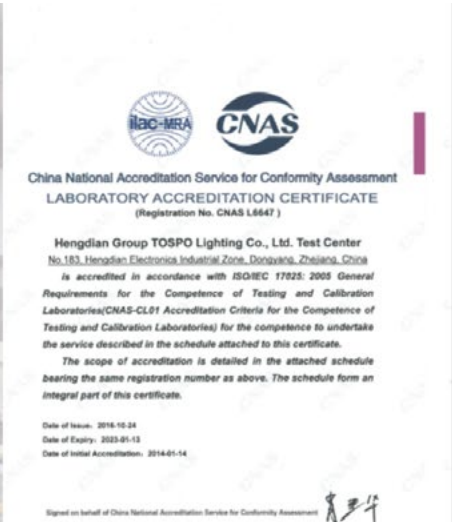 ilac-MRA
CNAS
China National Accreditation Service for Conformity Assessment
LABORATORY ACCREDITATION CERTIFICATE
(Registration No. CNAS L6647 )
Hengdian Group TOSPO Lighting Co., Ltd. Test Center
No.183, Hengdian Electronics Industrial Zone, Dongyang, Zhejiang, China
is accredited in accordance with ISO/IEC 17025: 2005 General
Requirements for the Competence of Testing and Calibration
Laboratories(CNAS-CL01 Accreditation Criteria for the Competence of
Testing and Calibration Laboratories) for the competence to undertake
the service described in the schedule attached to this certificate.
The scope of accreditation is detailed in the attached schedule
bearing the same registration number as above. The schedule form an
integral part of this certificate.
Date of Issue: 2016-10-24
Date of Expiry: 2023-01-13
Date of Initial Accreditation: 2014-01-14
Signed on behalf of China National Accreditation Service for Conformity Assessment